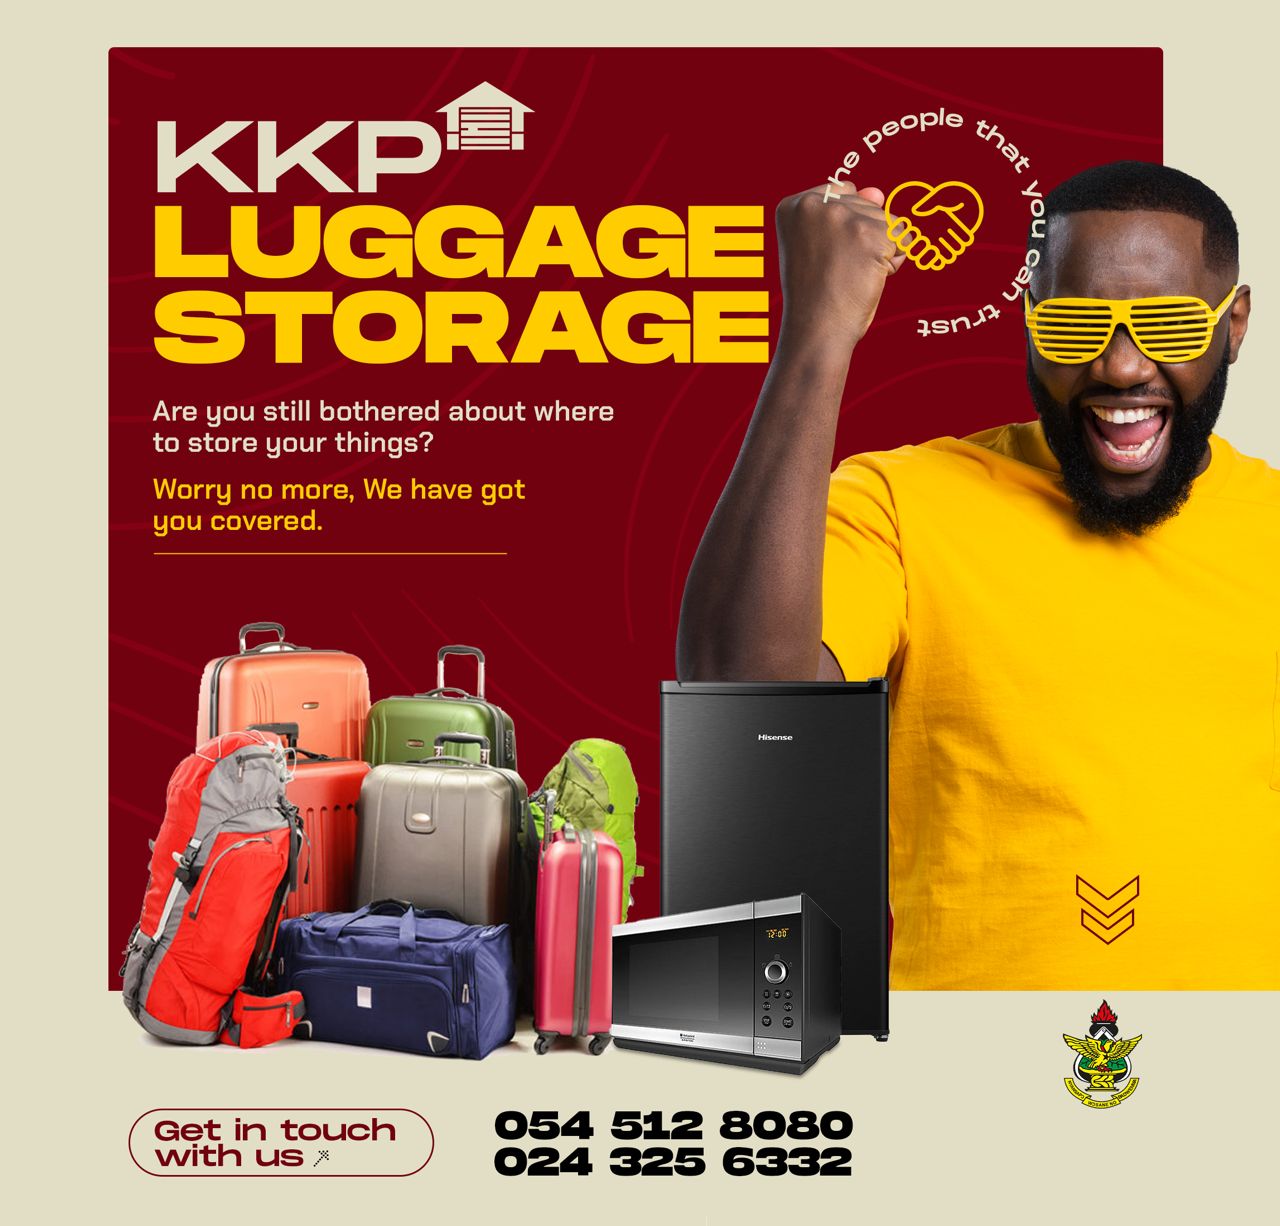 KKP
LUGGAGE
STORAGE
The people that you can trust
Are you still bothered about where
to store your things?
Worry no more, We have got
you covered.
Hisense
12:00
Get in touch
with us
054 512 8080
024 325 6332